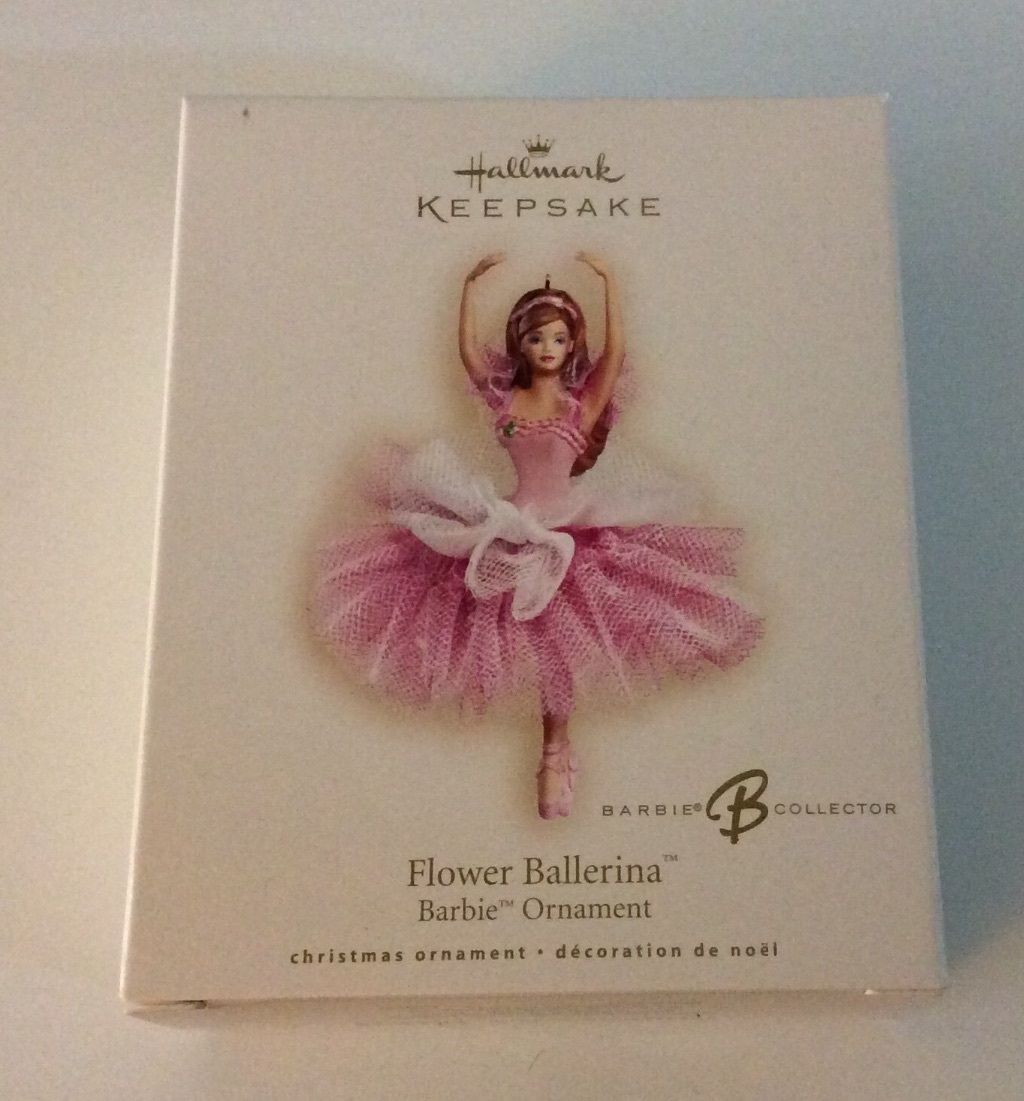 Hallmark
KEEPSAKE
BARBIE® B COLLECTOR
Flower Ballerina™
Barbie™ Ornament
christmas ornament • décoration de noël